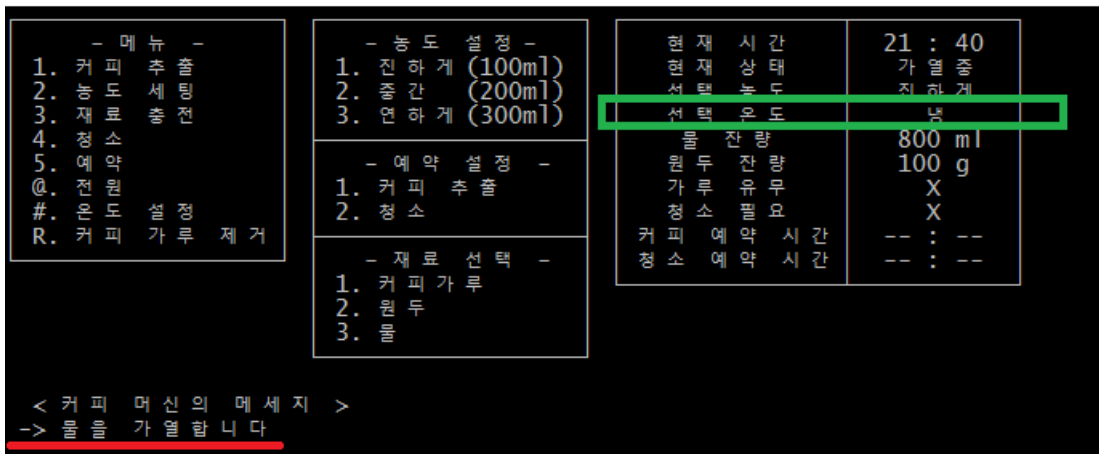 - 메뉴 -
1. 커피 추출
2. 농도 세팅
3. 재료 충전
4. 청소
5. 예약
@. 전원
#. 온도 설정
R. 커피 가루 제거
- 농도 설정 -
1. 진하게 (100ml)
2. 중간 (200ml)
3. 연하게 (300ml)
- 예약 설정 -
1. 커피 추출
2. 청소
- 재료 선택 -
1. 커피가루
2. 원두
3. 물
현재 시간 21 : 40
현재 상태 가열중
선택 농도 진하게
선택 온도 냉
물 잔량 800 ml
원두 잔량 100 g
가루 유무 X
청소 필요 X
커피 예약 시간 -- : --
청소 예약 시간 -- : --
< 커피 머신의 메세지 >
-> 물을 가열합니다